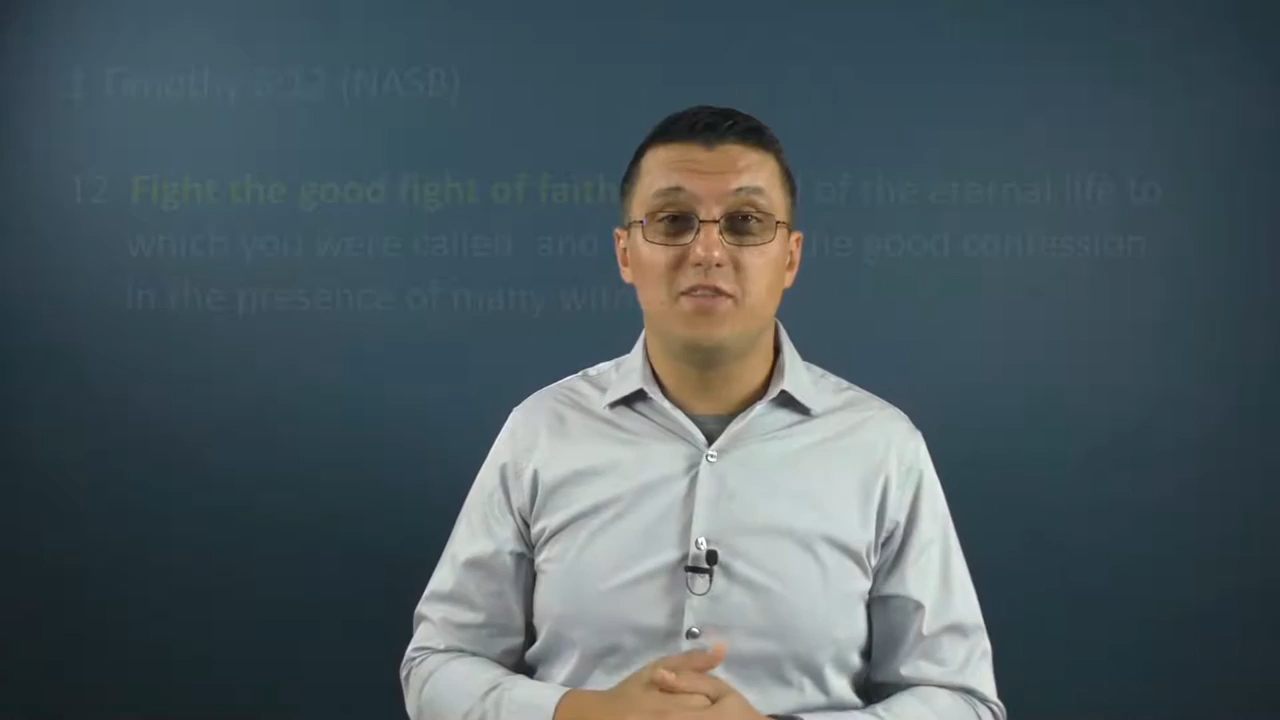 1 Timothy 6:12 (NASB)
12 Fight the good fight of faith of the eternal life to
which you were called and the good confession
in the presence of many